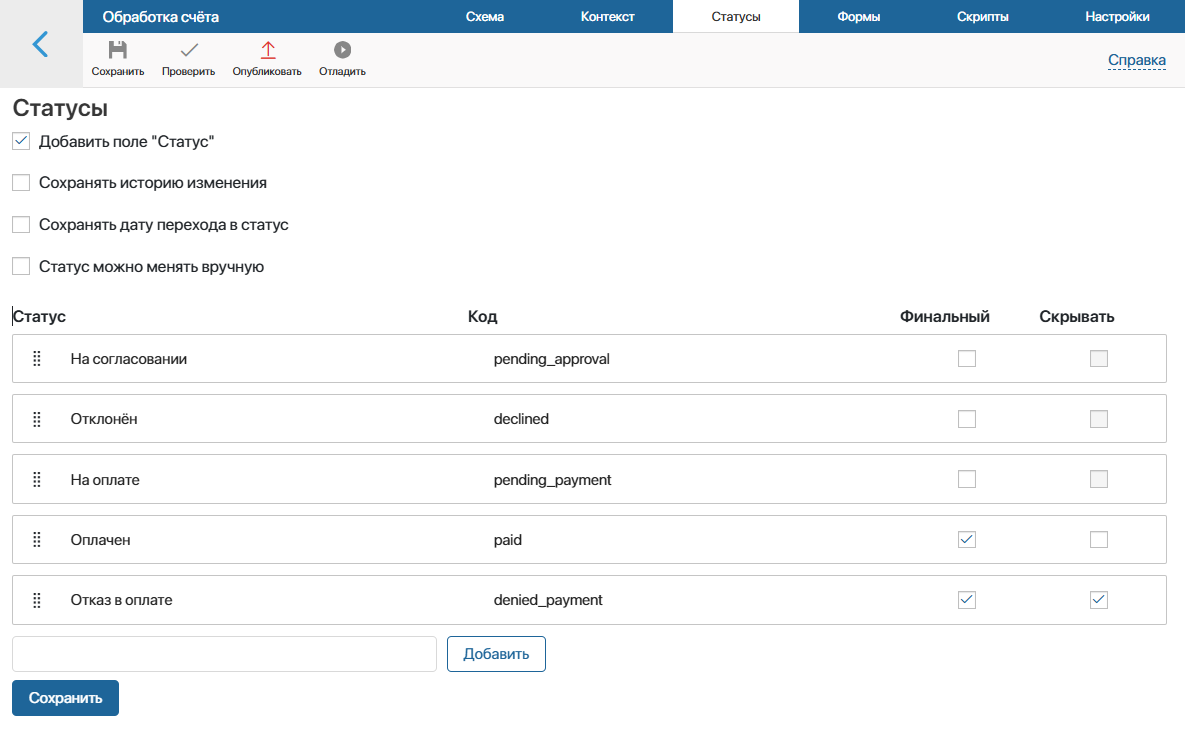 Обработка счёта Схема Контекст Статусы Формы Скрипты Настройки
Сохранить Проверить Опубликовать Отладить Справка
Статусы
Добавить поле "Статус"
Сохранять историю изменения
Сохранять дату перехода в статус
Статус можно менять вручную
Статус Код Финальный Скрывать
На согласовании pending_approval
Отклонён declined
На оплате pending_payment
Оплачен paid
Отказ в оплате denied_payment
Добавить
Сохранить